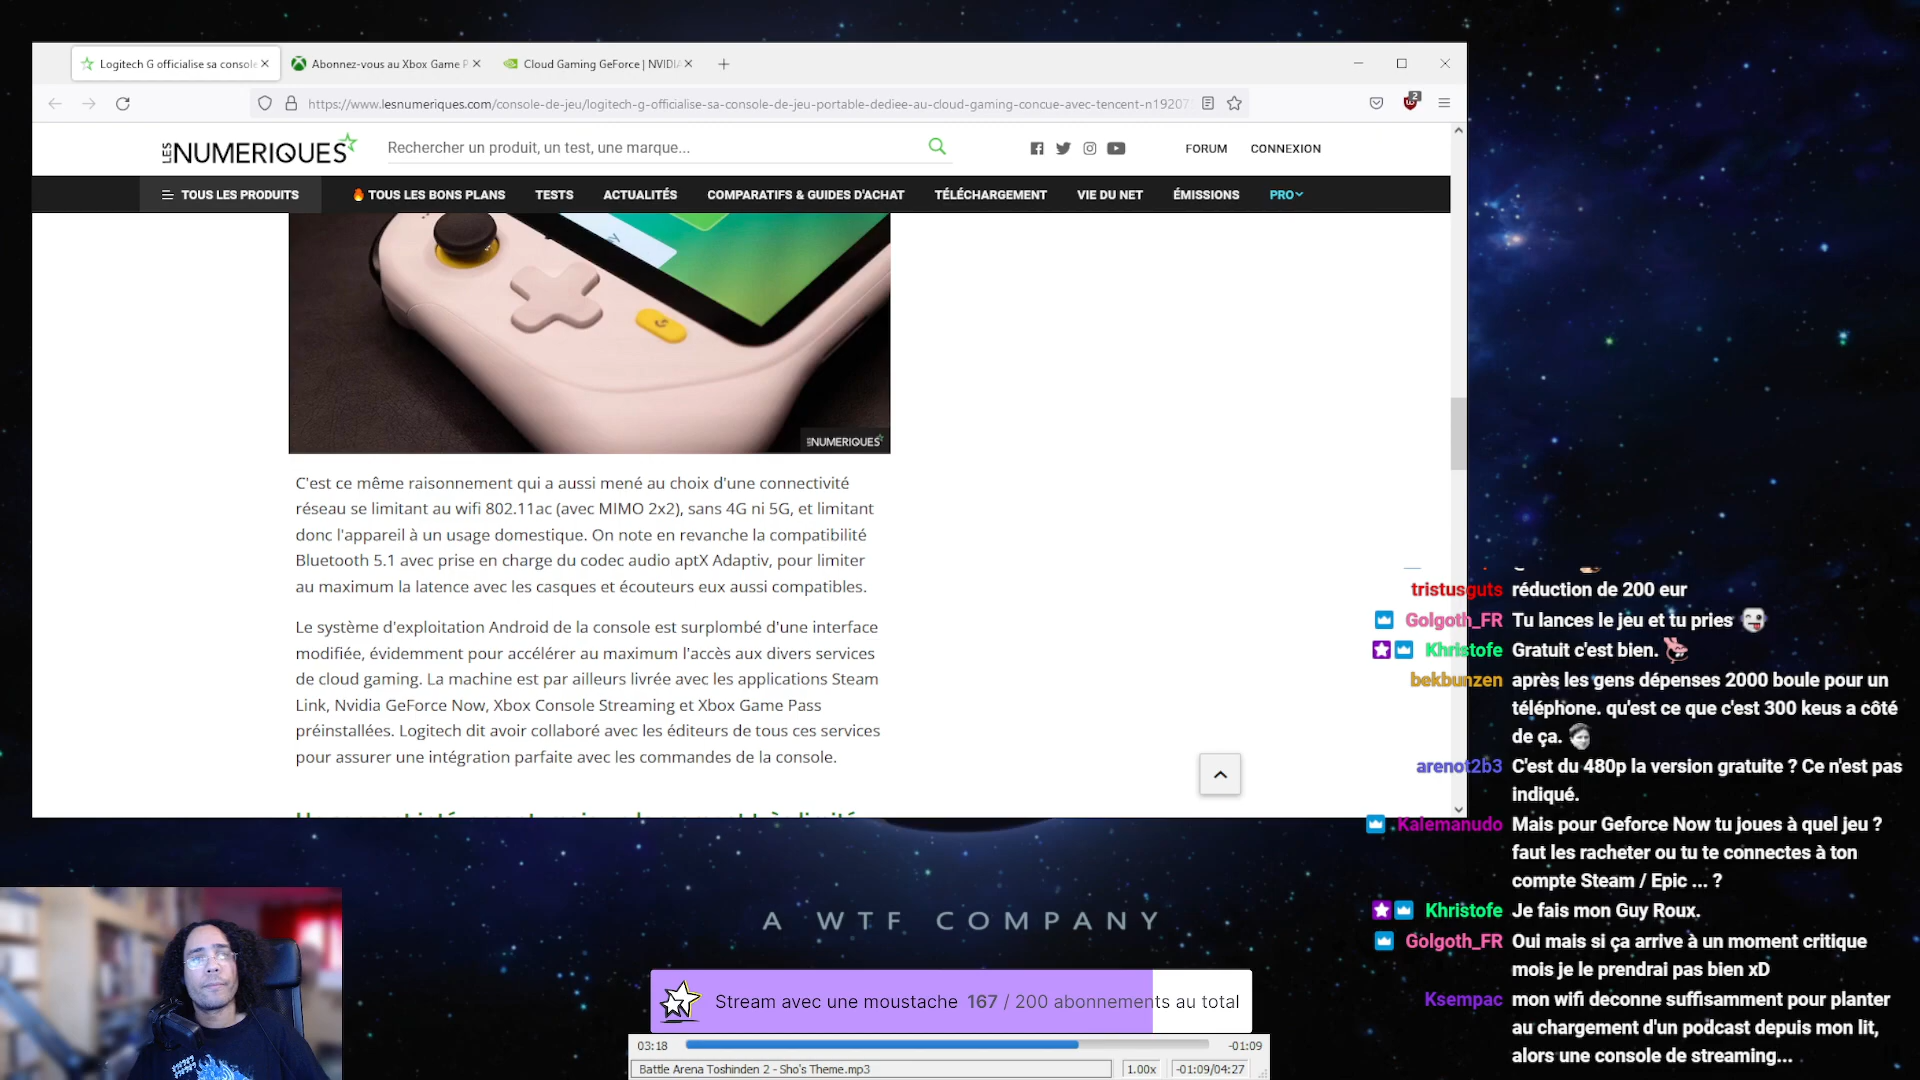 Logitech G officialise sa console
Abonnez-vous au Xbox Game P
Cloud Gaming GeForce | NVIDIA
https://www.lesnumeriques.com/console-de-jeu/logitech-g-officialise-sa-console-de-jeu-portable-dediee-au-cloud-gaming-concue-avec-tencent-n19207
2
LES NUMERIQUES
Rechercher un produit, un test, une marque...
FORUM
CONNEXION
TOUS LES PRODUITS
TOUS LES BONS PLANS
TESTS
ACTUALITÉS
COMPARATIFS & GUIDES D'ACHAT
TÉLÉCHARGEMENT
VIE DU NET
ÉMISSIONS
PRO
LES NUMERIQUES
C'est ce même raisonnement qui a aussi mené au choix d'une connectivité
réseau se limitant au wifi 802.11ac (avec MIMO 2x2), sans 4G ni 5G, et limitant
donc l'appareil à un usage domestique. On note en revanche la compatibilité
Bluetooth 5.1 avec prise en charge du codec audio aptX Adaptiv, pour limiter
au maximum la latence avec les casques et écouteurs eux aussi compatibles.
Le système d'exploitation Android de la console est surplombé d'une interface
modifiée, évidemment pour accélérer au maximum l'accès aux divers services
de cloud gaming. La machine est par ailleurs livrée avec les applications Steam
Link, Nvidia GeForce Now, Xbox Console Streaming et Xbox Game Pass
préinstallées. Logitech dit avoir collaboré avec les éditeurs de tous ces services
pour assurer une intégration parfaite avec les commandes de la console.
tristusguts réduction de 200 eur
Golgoth_FR Tu lances le jeu et tu pries
Khristofe Gratuit c'est bien.
bekbunzen après les gens dépenses 2000 boule pour un
téléphone. qu'est ce que c'est 300 keus a côté
de ça.
arenot2b3 C'est du 480p la version gratuite ? Ce n'est pas
indiqué.
Kalemanudo Mais pour Geforce Now tu joues à quel jeu ?
faut les racheter ou tu te connectes à ton
compte Steam / Epic ... ?
Khristofe Je fais mon Guy Roux.
Golgoth_FR Oui mais si ça arrive à un moment critique
mois je le prendrai pas bien xD
Ksempac mon wifi deconne suffisamment pour planter
au chargement d'un podcast depuis mon lit,
alors une console de streaming...
A WTF COMPANY
Stream avec une moustache 167 / 200 abonnements au total
03:18
-01:09
Battle Arena Toshinden 2 - Sho's Theme.mp3
1.00x
-01:09/04:27